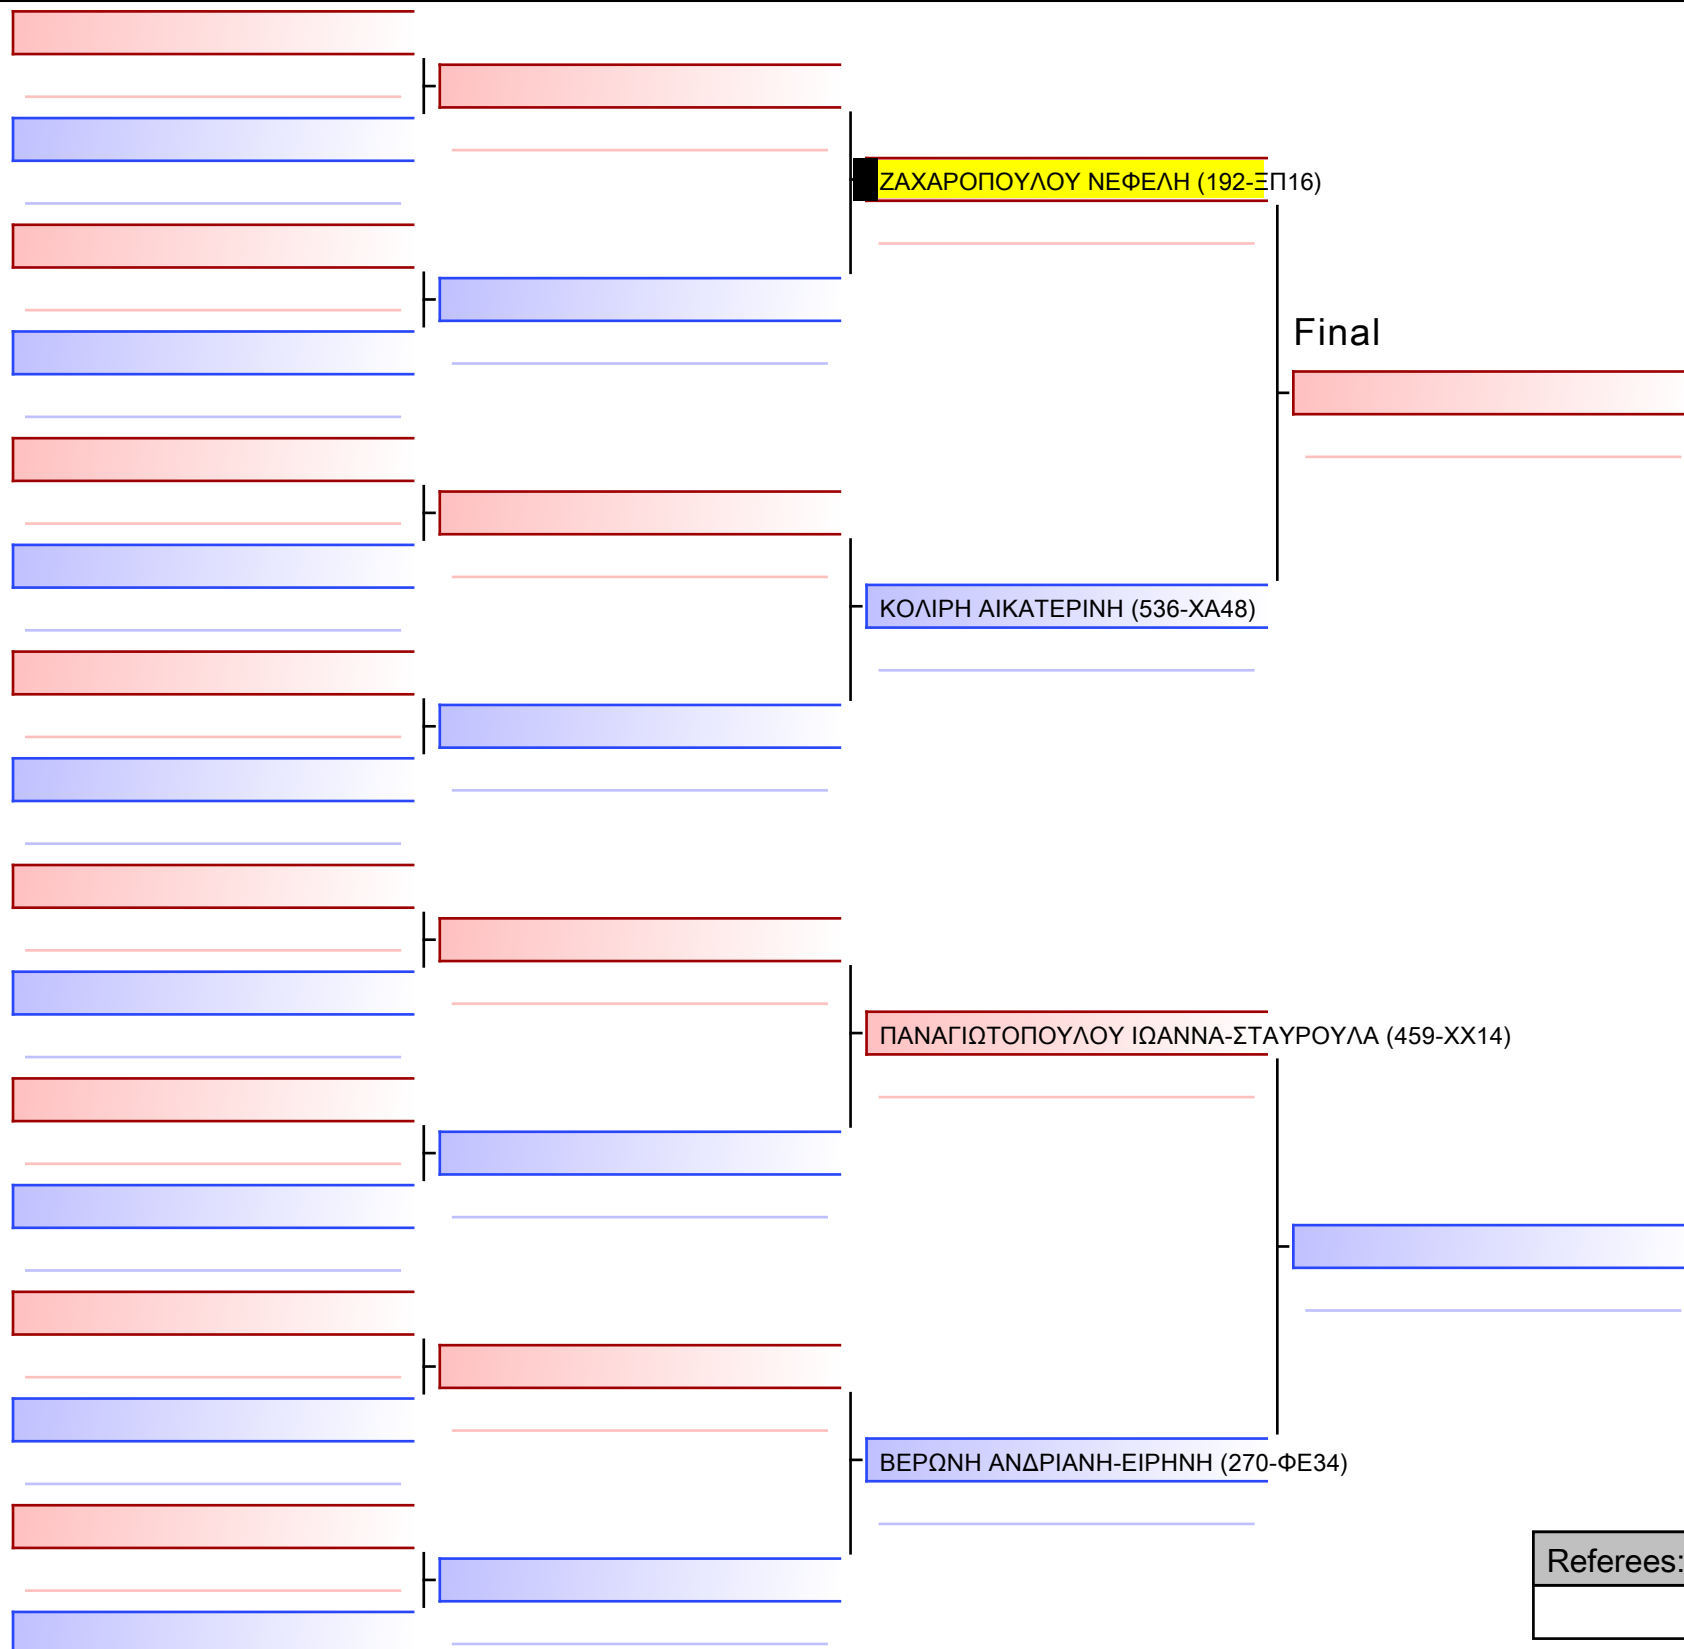 ΖΑΧΑΡΟΠΟΥΛΟΥ ΝΕΦΕΛΗ (192-ΞΠ16)
Final
ΚΟΛΙΡΗ ΑΙΚΑΤΕΡΙΝΗ (536-ΧΑ48)
ΠΑΝΑΓΙΩΤΟΠΟΥΛΟΥ ΙΩΑΝΝΑ-ΣΤΑΥΡΟΥΛΑ (459-ΧΧ14)
ΒΕΡΩΝΗ ΑΝΔΡΙΑΝΗ-ΕΙΡΗΝΗ (270-ΦΕ34)
Referees: